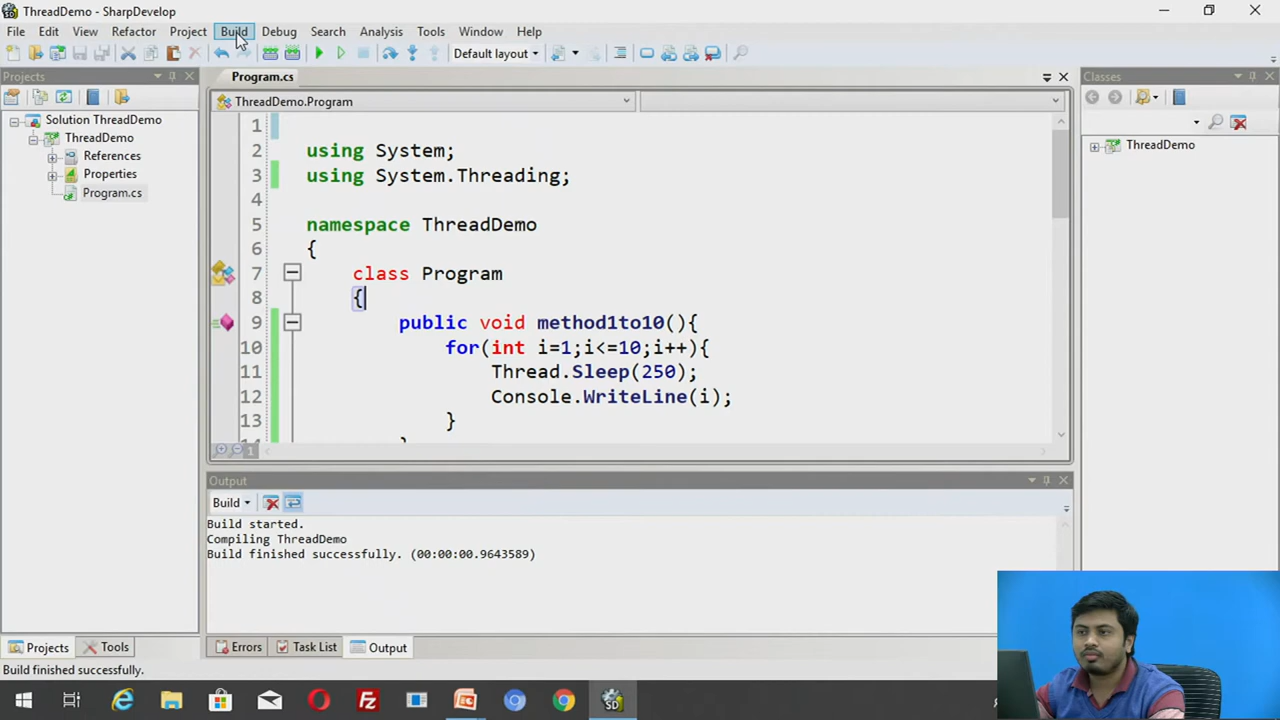 ThreadDemo - SharpDevelop
File Edit View Refactor Project Build Debug Search Analysis Tools Window Help
Default layout
Projects
Program.cs
Classes
ThreadDemo.Program
Solution ThreadDemo
ThreadDemo
References
Properties
Program.cs
ThreadDemo
1
2 using System;
3 using System.Threading;
4
5 namespace ThreadDemo
6 {
7 class Program
8 {
9 public void method1to10(){
10 for(int i=1;i<=10;i++){
11 Thread.Sleep(250);
12 Console.WriteLine(i);
13 }
14 }
1
Output
Build
Build started.
Compiling ThreadDemo
Build finished successfully. (00:00:00.9643589)
Projects Tools Errors Task List Output
Build finished successfully.